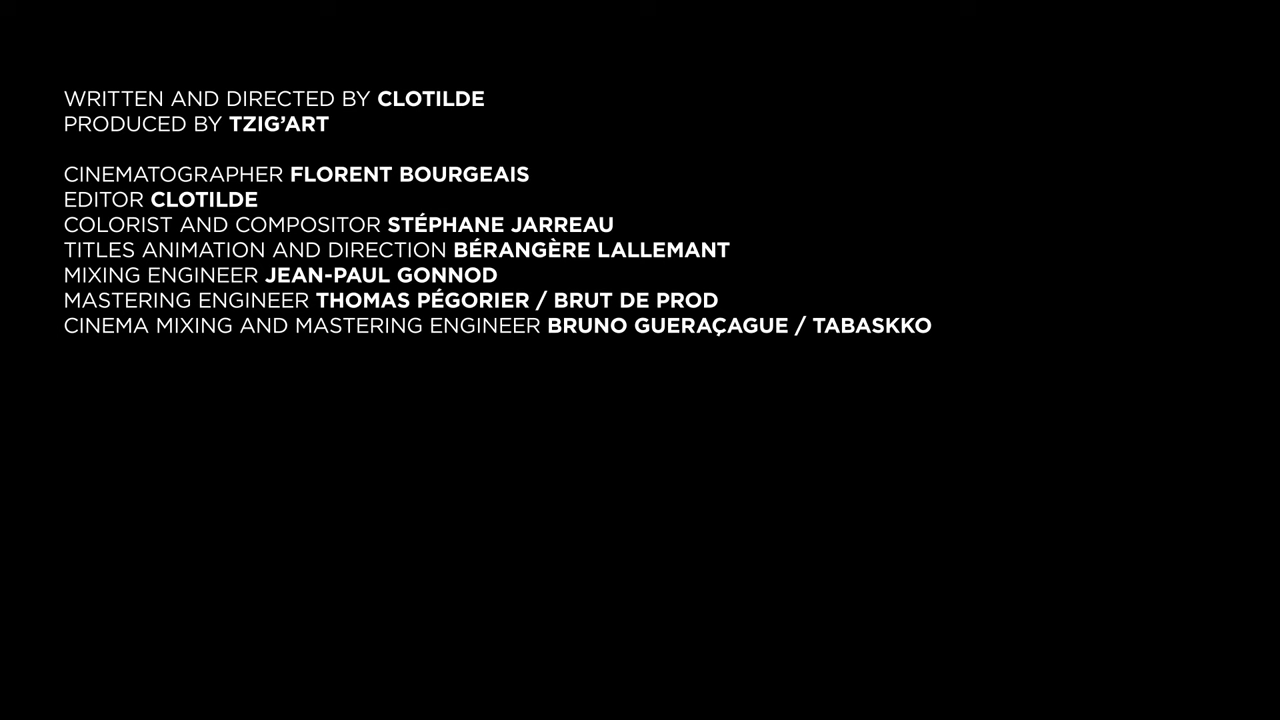 WRITTEN AND DIRECTED BY CLOTILDE
PRODUCED BY TZIG’ART
CINEMATOGRAPHER FLORENT BOURGEAIS
EDITOR CLOTILDE
COLORIST AND COMPOSITOR STÉPHANE JARREAU
TITLES ANIMATION AND DIRECTION BÉRANGÈRE LALLEMANT
MIXING ENGINEER JEAN-PAUL GONNOD
MASTERING ENGINEER THOMAS PÉGORIER / BRUT DE PROD
CINEMA MIXING AND MASTERING ENGINEER BRUNO GUERAÇAGUE / TABASKKO